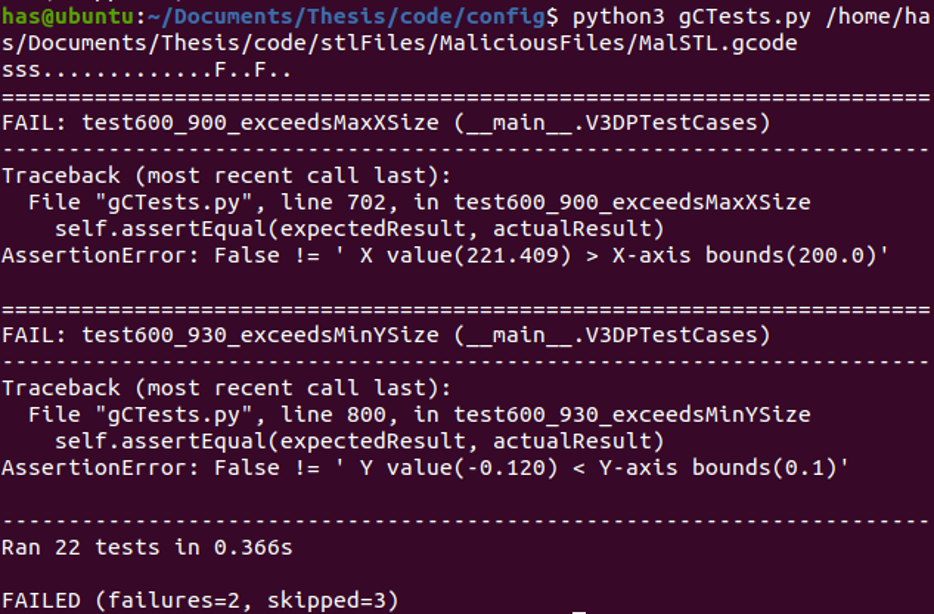 has@ubuntu:~/Documents/Thesis/code/config$ python3 gCTests.py /home/ha
s/Documents/Thesis/code/stlFiles/MaliciousFiles/MalSTL.gcode
sss.............F..F..
======================================================================
FAIL: test600_900_exceedsMaxXSize (__main__.V3DPTestCases)
----------------------------------------------------------------------
Traceback (most recent call last):
  File "gCTests.py", line 702, in test600_900_exceedsMaxXSize
    self.assertEqual(expectedResult, actualResult)
AssertionError: False != ' X value(221.409) > X-axis bounds(200.0)'

======================================================================
FAIL: test600_930_exceedsMinYSize (__main__.V3DPTestCases)
----------------------------------------------------------------------
Traceback (most recent call last):
  File "gCTests.py", line 800, in test600_930_exceedsMinYSize
    self.assertEqual(expectedResult, actualResult)
AssertionError: False != ' Y value(-0.120) < Y-axis bounds(0.1)'

----------------------------------------------------------------------
Ran 22 tests in 0.366s

FAILED (failures=2, skipped=3)